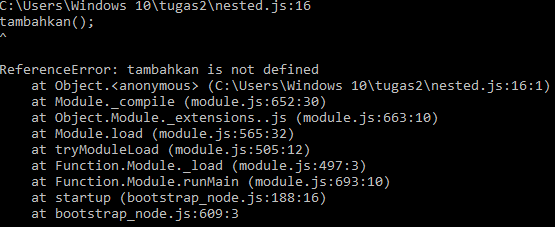 C:\Users\Windows 10\tugas2\nested.js:16
tambahkan();
^
ReferenceError: tambahkan is not defined
    at Object.<anonymous> (C:\Users\Windows 10\tugas2\nested.js:16:1)
    at Module._compile (module.js:652:30)
    at Object.Module._extensions..js (module.js:663:10)
    at Module.load (module.js:565:32)
    at tryModuleLoad (module.js:505:12)
    at Function.Module._load (module.js:497:3)
    at Function.Module.runMain (module.js:693:10)
    at startup (bootstrap_node.js:188:16)
    at bootstrap_node.js:609:3